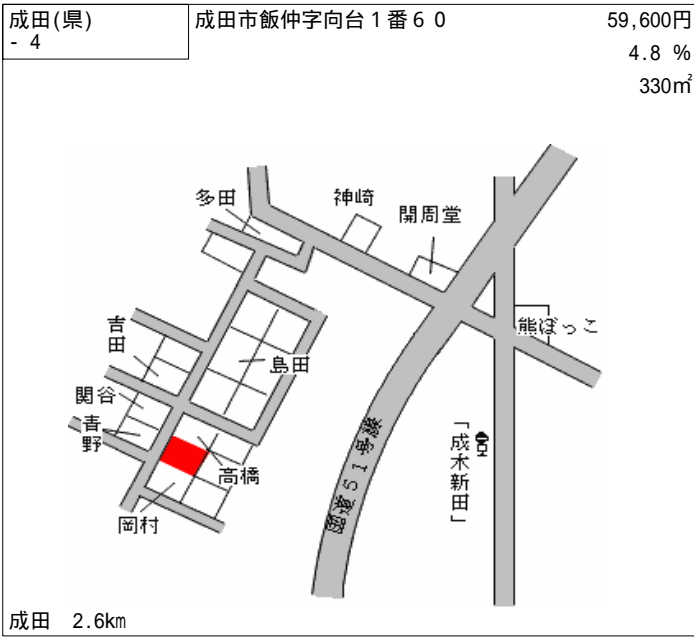 成田(県)
- 4
成田市飯仲字向台１番６０
59,600円
4.8 %
330㎡
多田
神崎
開周堂
熊ぼっこ
吉田
島田
関谷
青野
高橋
岡村
国道５１号線
「成木新田」
成田 2.6km